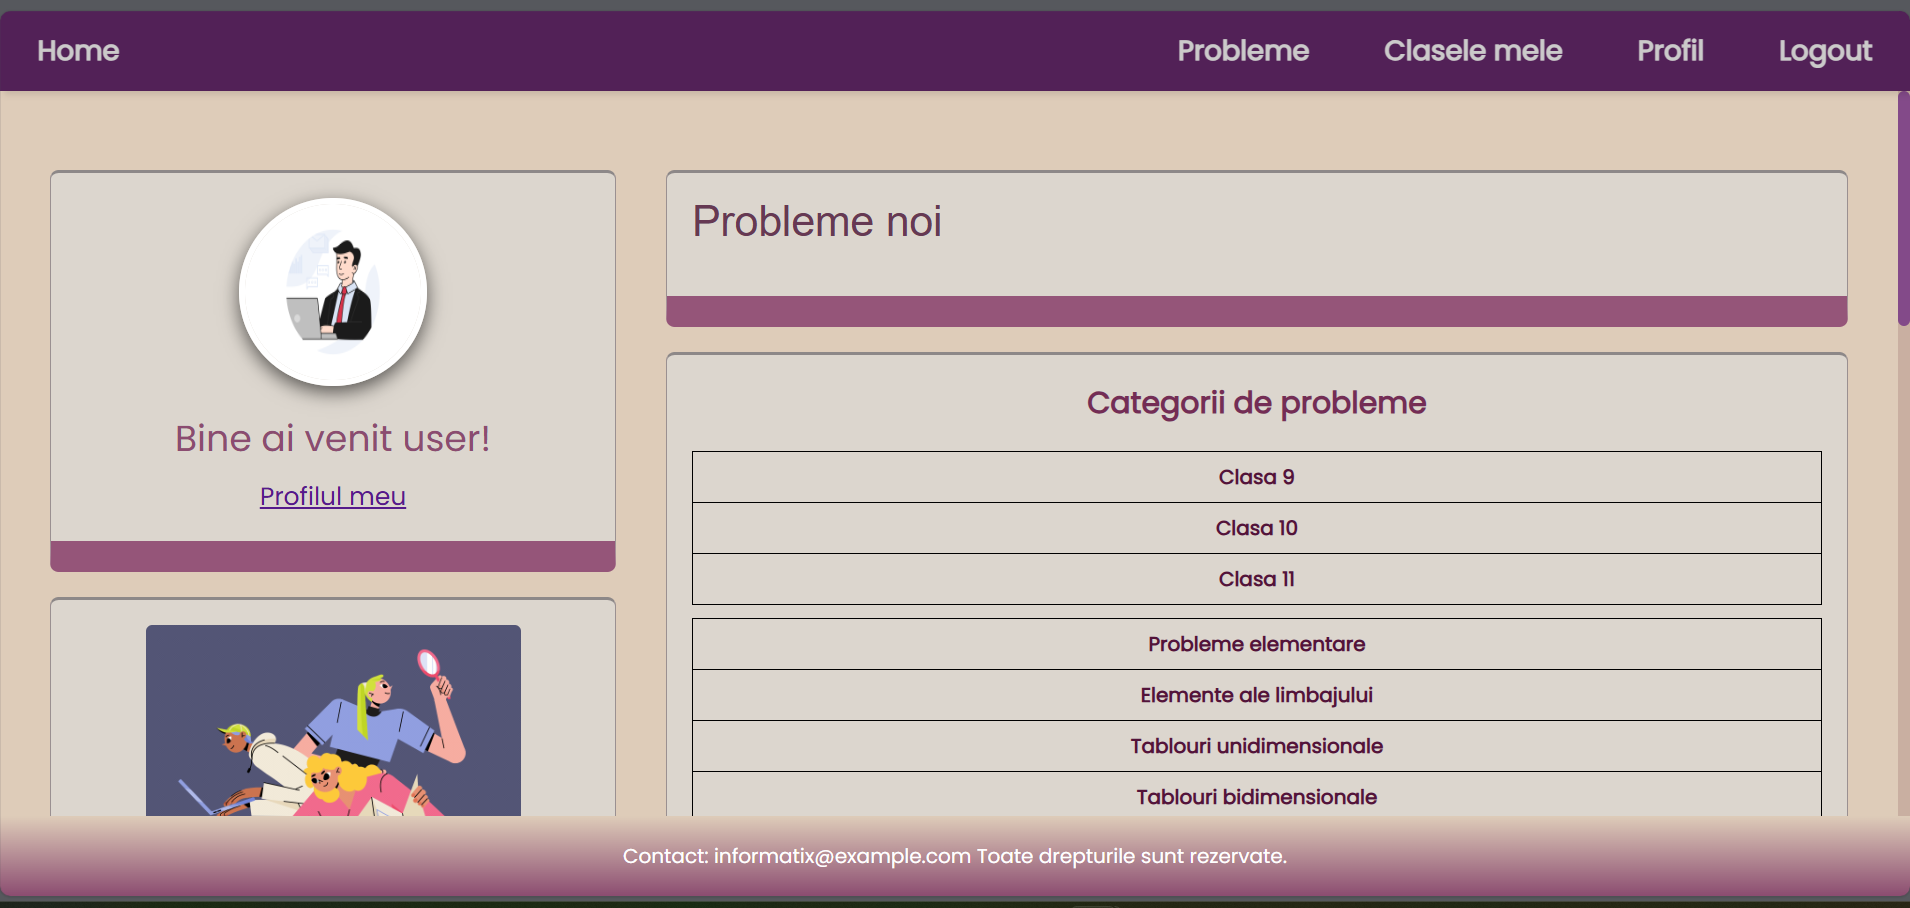 Home Probleme Clasele mele Profil Logout
Bine ai venit user!
Profilul meu
Probleme noi
Categorii de probleme
Clasa 9
Clasa 10
Clasa 11
Probleme elementare
Elemente ale limbajului
Tablouri unidimensionale
Tablouri bidimensionale
Contact: informatix@example.com Toate drepturile sunt rezervate.